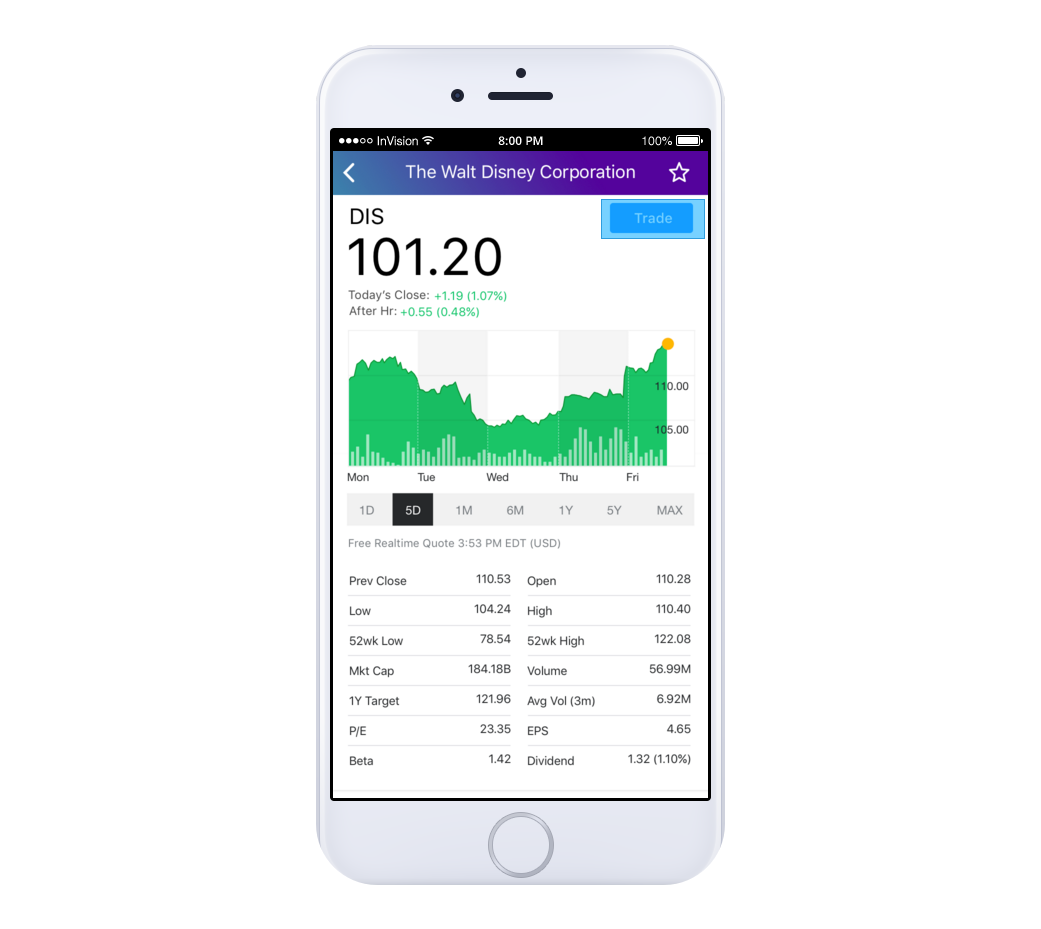 InVision 8:00 PM 100%
The Walt Disney Corporation
DIS Trade
101.20
Today's Close: +1.19 (1.07%)
After Hr: +0.55 (0.48%)
110.00
105.00
Mon Tue Wed Thu Fri
1D 5D 1M 6M 1Y 5Y MAX
Free Realtime Quote 3:53 PM EDT (USD)
Prev Close 110.53 Open 110.28
Low 104.24 High 110.40
52wk Low 78.54 52wk High 122.08
Mkt Cap 184.18B Volume 56.99M
1Y Target 121.96 Avg Vol (3m) 6.92M
P/E 23.35 EPS 4.65
Beta 1.42 Dividend 1.32 (1.10%)